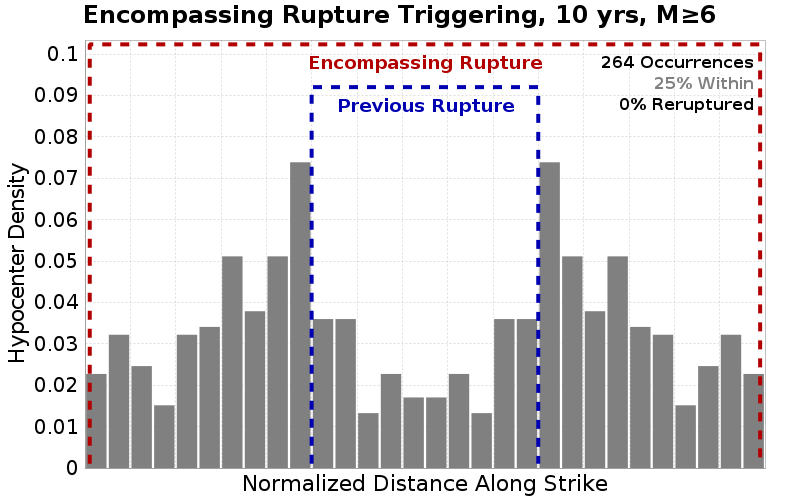 Encompassing Rupture Triggering, 10 yrs, M≥6
Hypocenter Density
0.1
0.09
0.08
0.07
0.06
0.05
0.04
0.03
0.02
0.01
0
Encompassing Rupture
Previous Rupture
264 Occurrences
25% Within
0% Reruptured
Normalized Distance Along Strike